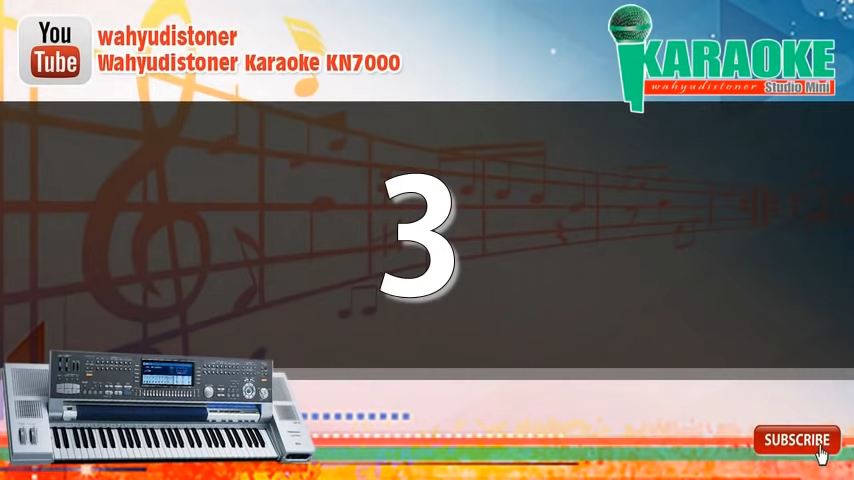 You
Tube
wahyudistoner
Wahyudistoner Karaoke KN7000
KARAOKE
wahyudistoner Studio Mini
3
SUBSCRIBE